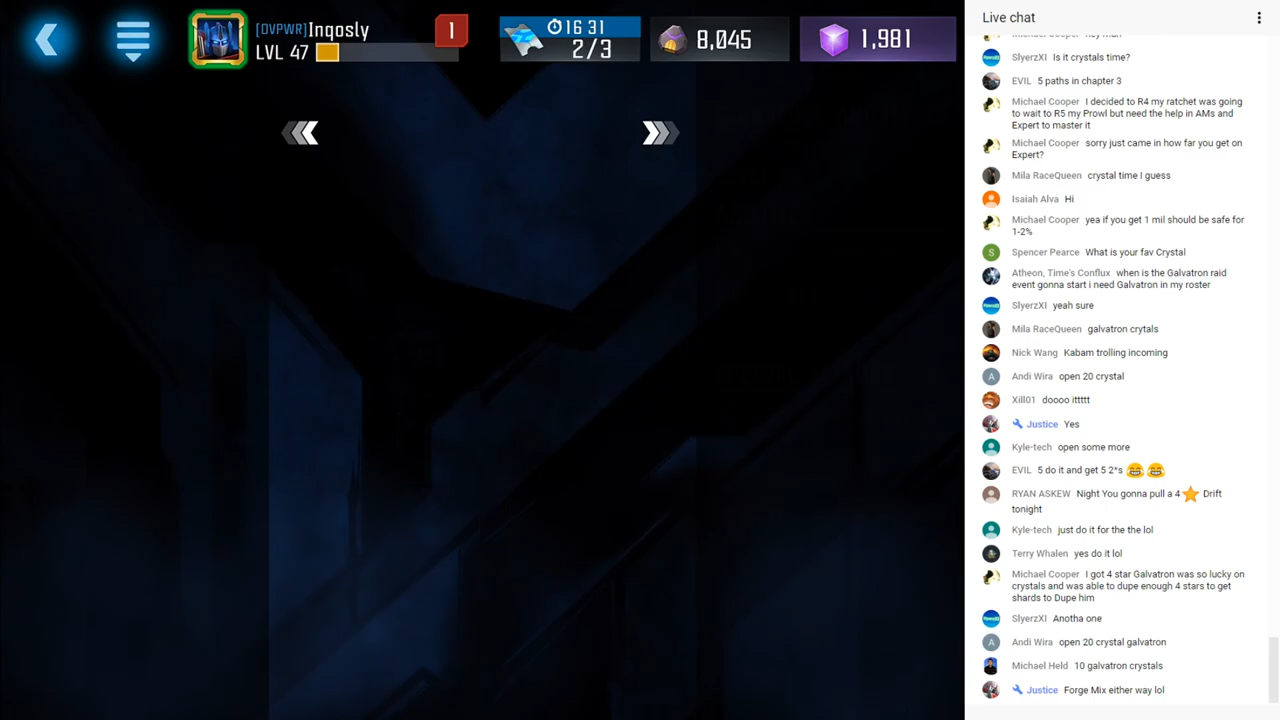 [OVPWR]Inqosly
LVL 47
1
16 31
2/3
8,045
1,981
Live chat
SlyerzXI Is it crystals time?
EVIL 5 paths in chapter 3
Michael Cooper I decided to R4 my ratchet was going
to wait to R5 my Prowl but need the help in AMs and
Expert to master it
Michael Cooper sorry just came in how far you get on
Expert?
Mila RaceQueen crystal time I guess
Isaiah Alva Hi
Michael Cooper yea if you get 1 mil should be safe for
1-2%
S
Spencer Pearce What is your fav Crystal
Atheon, Time's Conflux when is the Galvatron raid
event gonna start i need Galvatron in my roster
SlyerzXI yeah sure
Mila RaceQueen galvatron crytals
Nick Wang Kabam trolling incoming
A
Andi Wira open 20 crystal
Xill01 doooo ittttt
Justice Yes
Kyle-tech open some more
EVIL 5 do it and get 5 2*s 😂 😂
RYAN ASKEW Night You gonna pull a 4 ⭐ Drift
tonight
Kyle-tech just do it for the the lol
Terry Whalen yes do it lol
Michael Cooper I got 4 star Galvatron was so lucky on
crystals and was able to dupe enough 4 stars to get
shards to Dupe him
SlyerzXI Anotha one
A
Andi Wira open 20 crystal galvatron
Michael Held 10 galvatron crystals
Justice Forge Mix either way lol